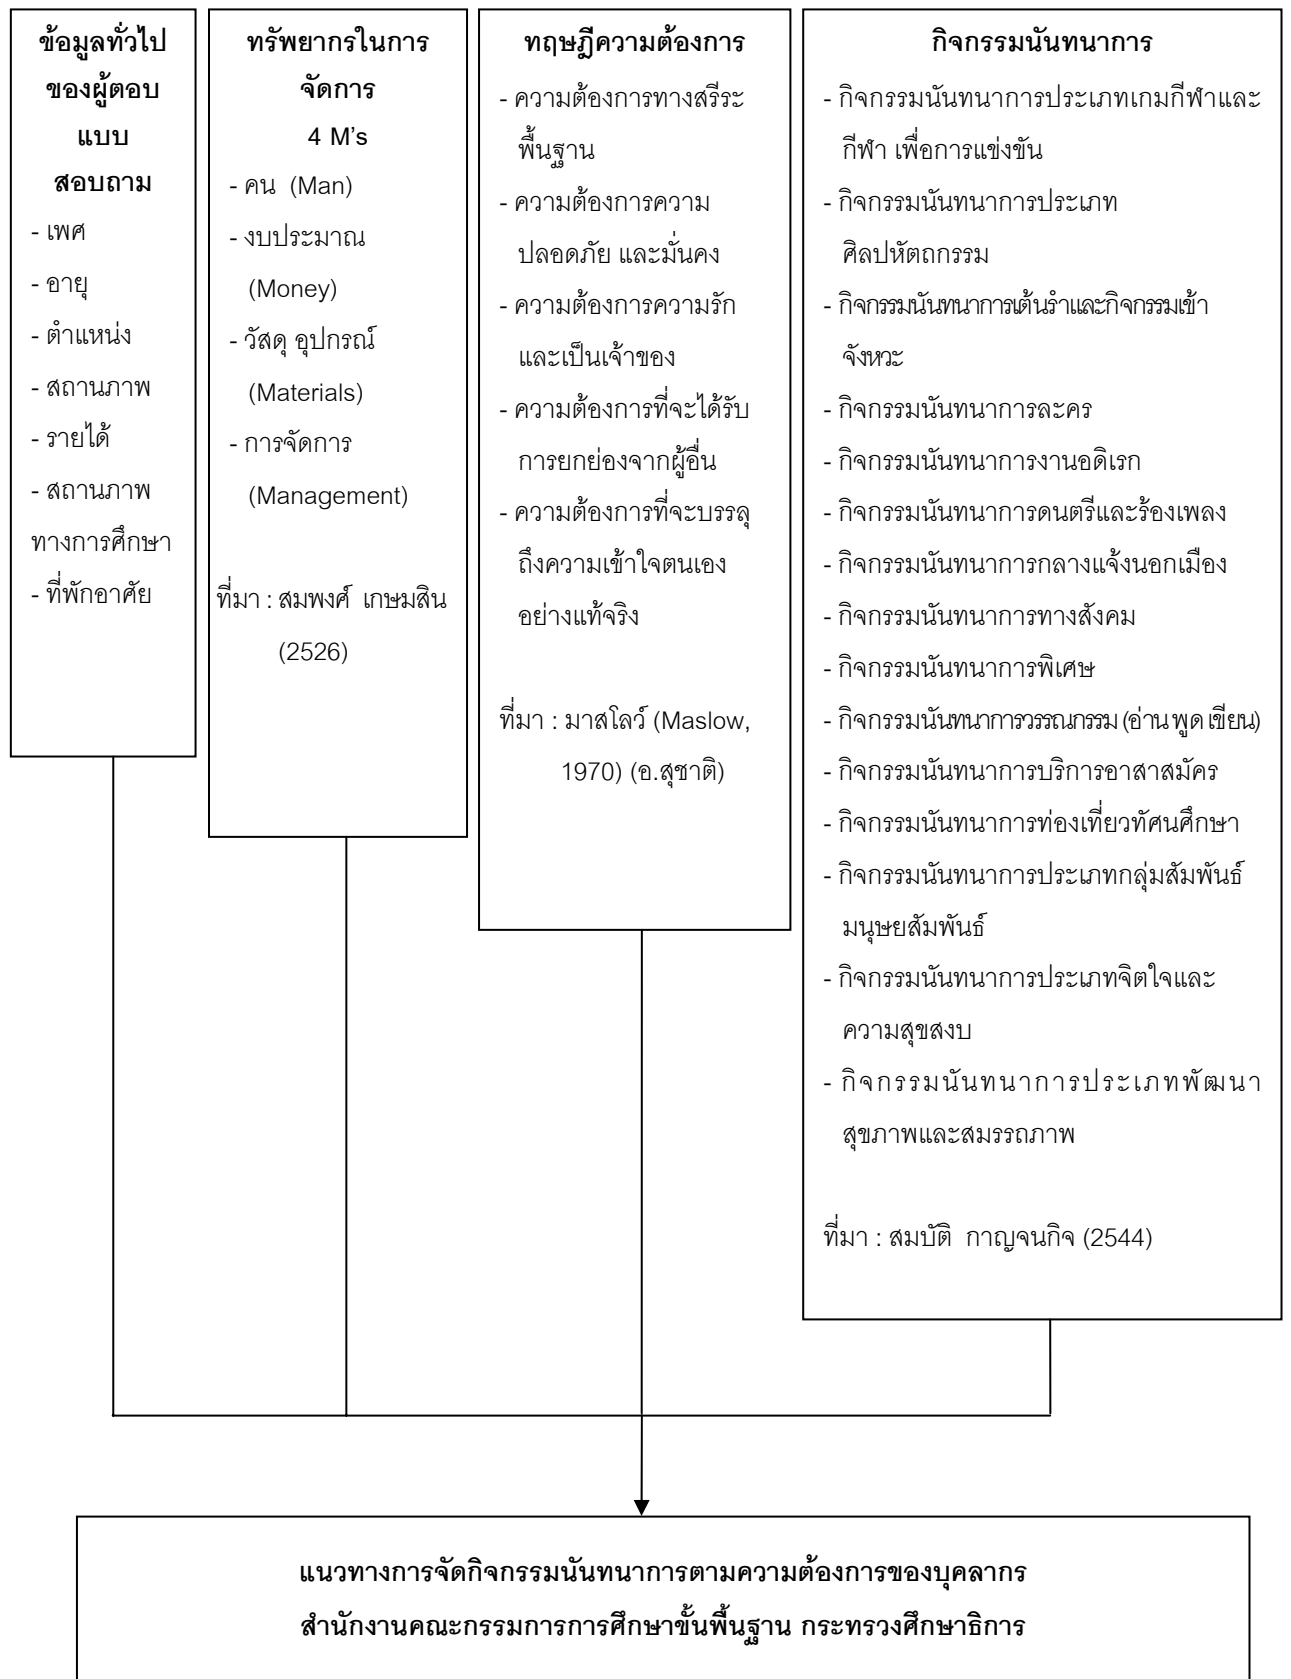 ข้อมูลทั่วไป
ของผู้ตอบ
แบบ
สอบถาม
- เพศ
- อายุ
- ตำแหน่ง
- สถานภาพ
- รายได้
- สถานภาพ
ทางการศึกษา
- ที่พักอาศัย
ทรัพยากรในการ
จัดการ
4 M’s
- คน (Man)
- งบประมาณ
(Money)
- วัสดุ อุปกรณ์
(Materials)
- การจัดการ
(Management)
ที่มา : สมพงศ์ เกษมสิน
(2526)
ทฤษฎีความต้องการ
- ความต้องการทางสรีระ
พื้นฐาน
- ความต้องการความ
ปลอดภัย และมั่นคง
- ความต้องการความรัก
และเป็นเจ้าของ
- ความต้องการที่จะได้รับ
การยกย่องจากผู้อื่น
- ความต้องการที่จะบรรลุ
ถึงความเข้าใจตนเอง
อย่างแท้จริง
ที่มา : มาสโลว์ (Maslow,
1970) (อ.สุชาติ)
กิจกรรมนันทนาการ
- กิจกรรมนันทนาการประเภทเกมกีฬาและ
กีฬา เพื่อการแข่งขัน
- กิจกรรมนันทนาการประเภท
ศิลปหัตถกรรม
- กิจกรรมนันทนาการเต้นรำและกิจกรรมเข้า
จังหวะ
- กิจกรรมนันทนาการละคร
- กิจกรรมนันทนาการงานอดิเรก
- กิจกรรมนันทนาการดนตรีและร้องเพลง
- กิจกรรมนันทนาการกลางแจ้งนอกเมือง
- กิจกรรมนันทนาการทางสังคม
- กิจกรรมนันทนาการพิเศษ
- กิจกรรมนันทนาการวรรณกรรม (อ่าน พูด เขียน)
- กิจกรรมนันทนาการบริการอาสาสมัคร
- กิจกรรมนันทนาการท่องเที่ยวทัศนศึกษา
- กิจกรรมนันทนาการประเภทกลุ่มสัมพันธ์
มนุษยสัมพันธ์
- กิจกรรมนันทนาการประเภทจิตใจและ
ความสุขสงบ
- กิจกรรมนันทนาการประเภทพัฒนา
สุขภาพและสมรรถภาพ
ที่มา : สมบัติ กาญจนกิจ (2544)
แนวทางการจัดกิจกรรมนันทนาการตามความต้องการของบุคลากร
สำนักงานคณะกรรมการการศึกษาขั้นพื้นฐาน กระทรวงศึกษาธิการ